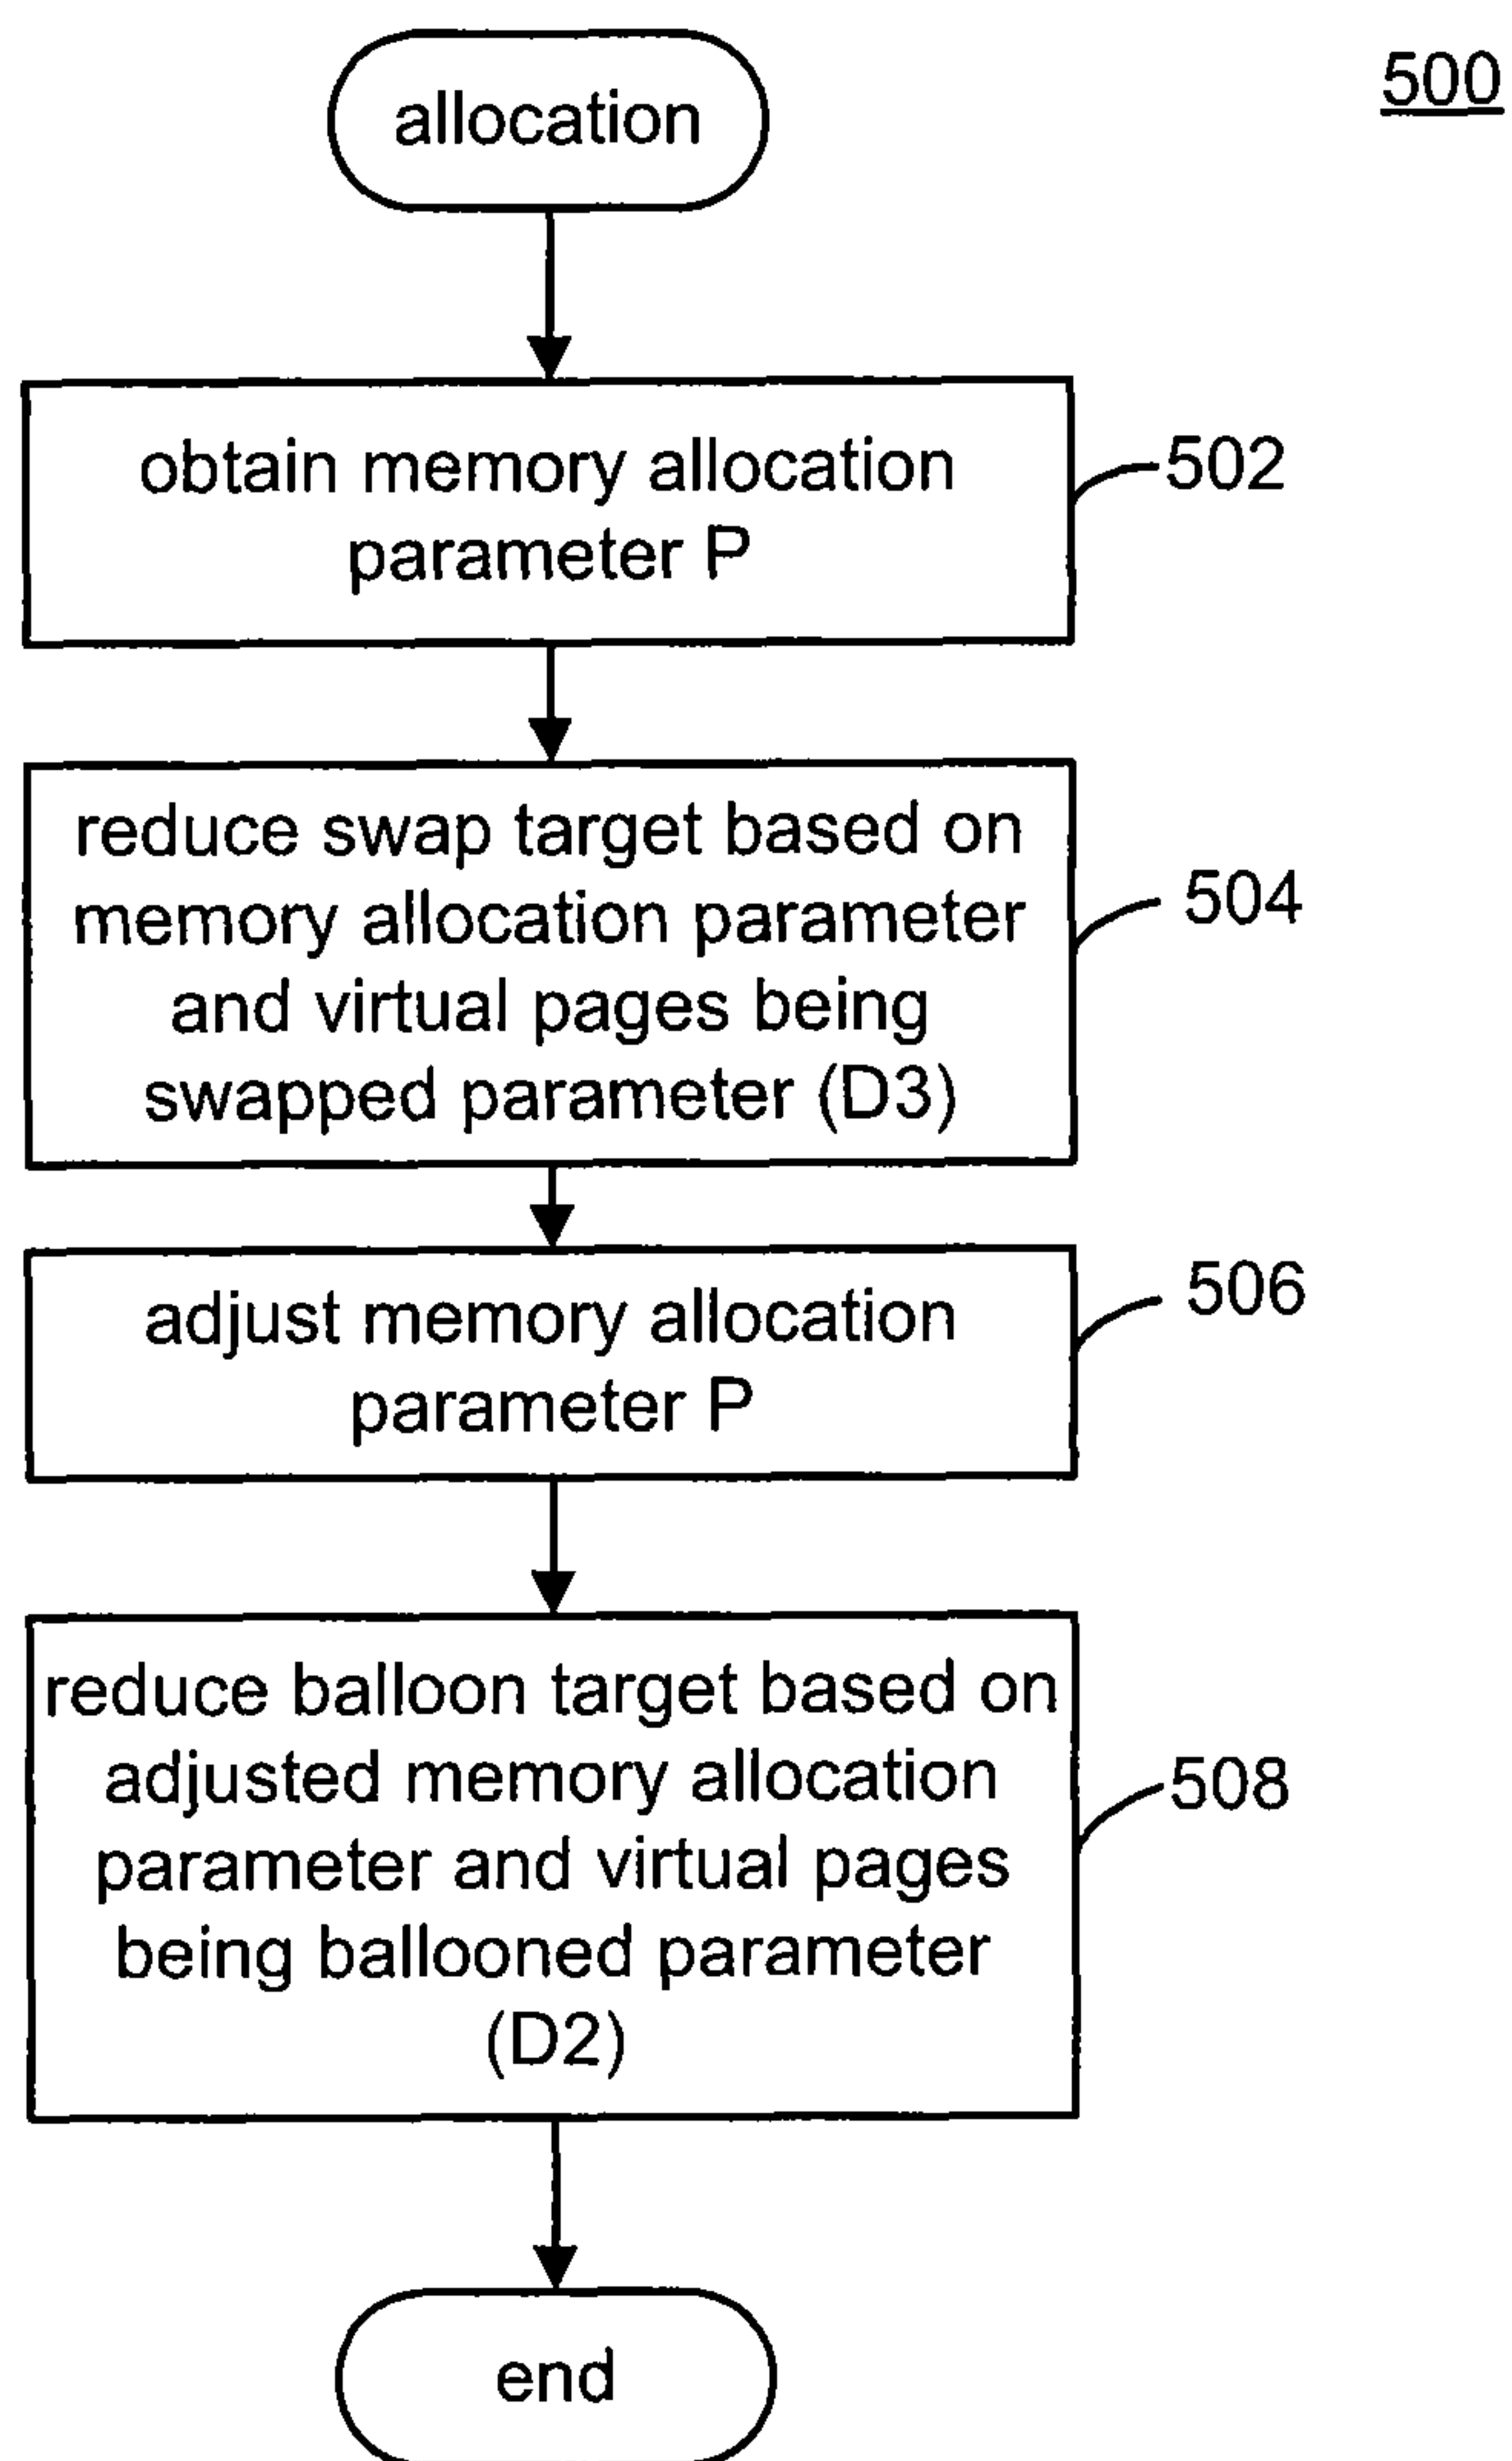 500
allocation
obtain memory allocation
parameter P
502
reduce swap target based on
memory allocation parameter
and virtual pages being
swapped parameter (D3)
504
adjust memory allocation
parameter P
506
reduce balloon target based on
adjusted memory allocation
parameter and virtual pages
being ballooned parameter
(D2)
508
end